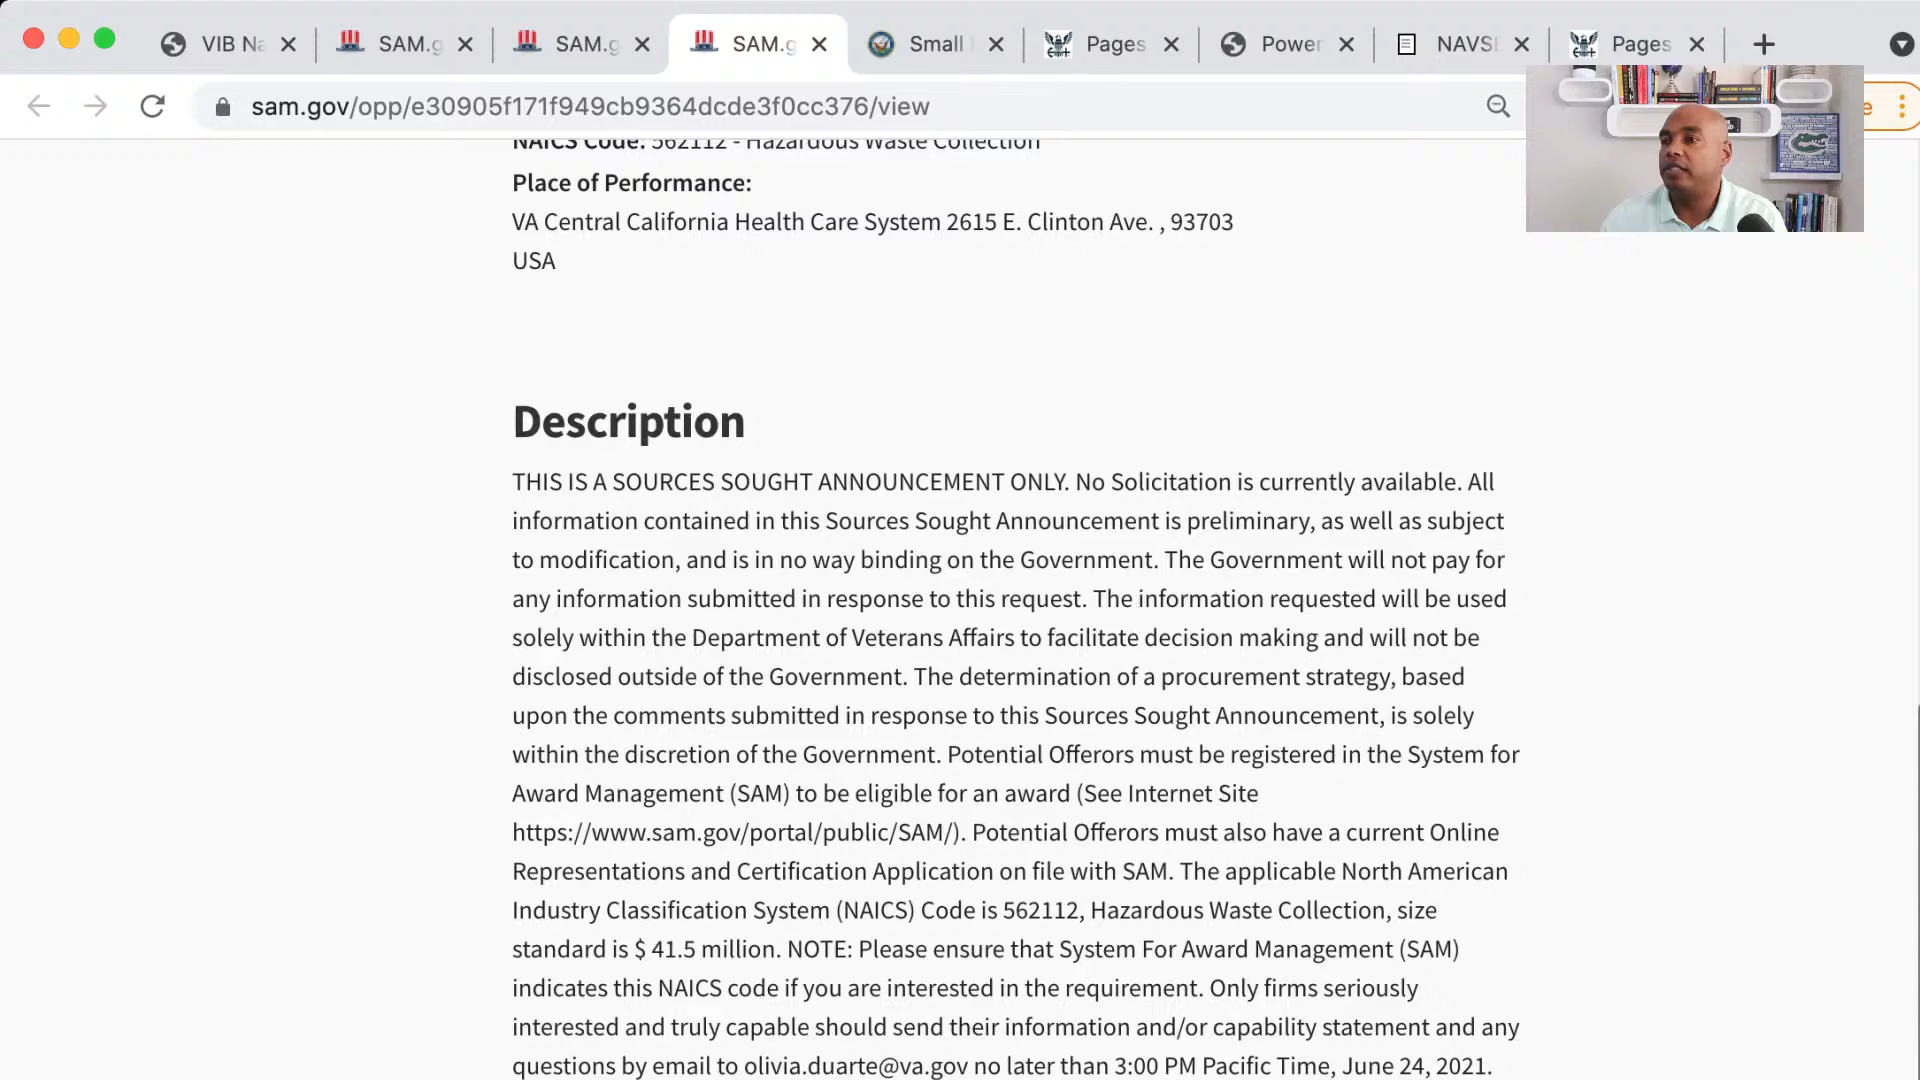 VIB Na
SAM.g
SAM.g
SAM.g
Small
Pages
Power
NAVSE
Pages
sam.gov/opp/e30905f171f949cb9364dcde3f0cc376/view
NAICS Code: 562112 - Hazardous Waste Collection
Place of Performance:
VA Central California Health Care System 2615 E. Clinton Ave. , 93703
USA
Description
THIS IS A SOURCES SOUGHT ANNOUNCEMENT ONLY. No Solicitation is currently available. All
information contained in this Sources Sought Announcement is preliminary, as well as subject
to modification, and is in no way binding on the Government. The Government will not pay for
any information submitted in response to this request. The information requested will be used
solely within the Department of Veterans Affairs to facilitate decision making and will not be
disclosed outside of the Government. The determination of a procurement strategy, based
upon the comments submitted in response to this Sources Sought Announcement, is solely
within the discretion of the Government. Potential Offerors must be registered in the System for
Award Management (SAM) to be eligible for an award (See Internet Site
https://www.sam.gov/portal/public/SAM/). Potential Offerors must also have a current Online
Representations and Certification Application on file with SAM. The applicable North American
Industry Classification System (NAICS) Code is 562112, Hazardous Waste Collection, size
standard is $ 41.5 million. NOTE: Please ensure that System For Award Management (SAM)
indicates this NAICS code if you are interested in the requirement. Only firms seriously
interested and truly capable should send their information and/or capability statement and any
questions by email to olivia.duarte@va.gov no later than 3:00 PM Pacific Time, June 24, 2021.